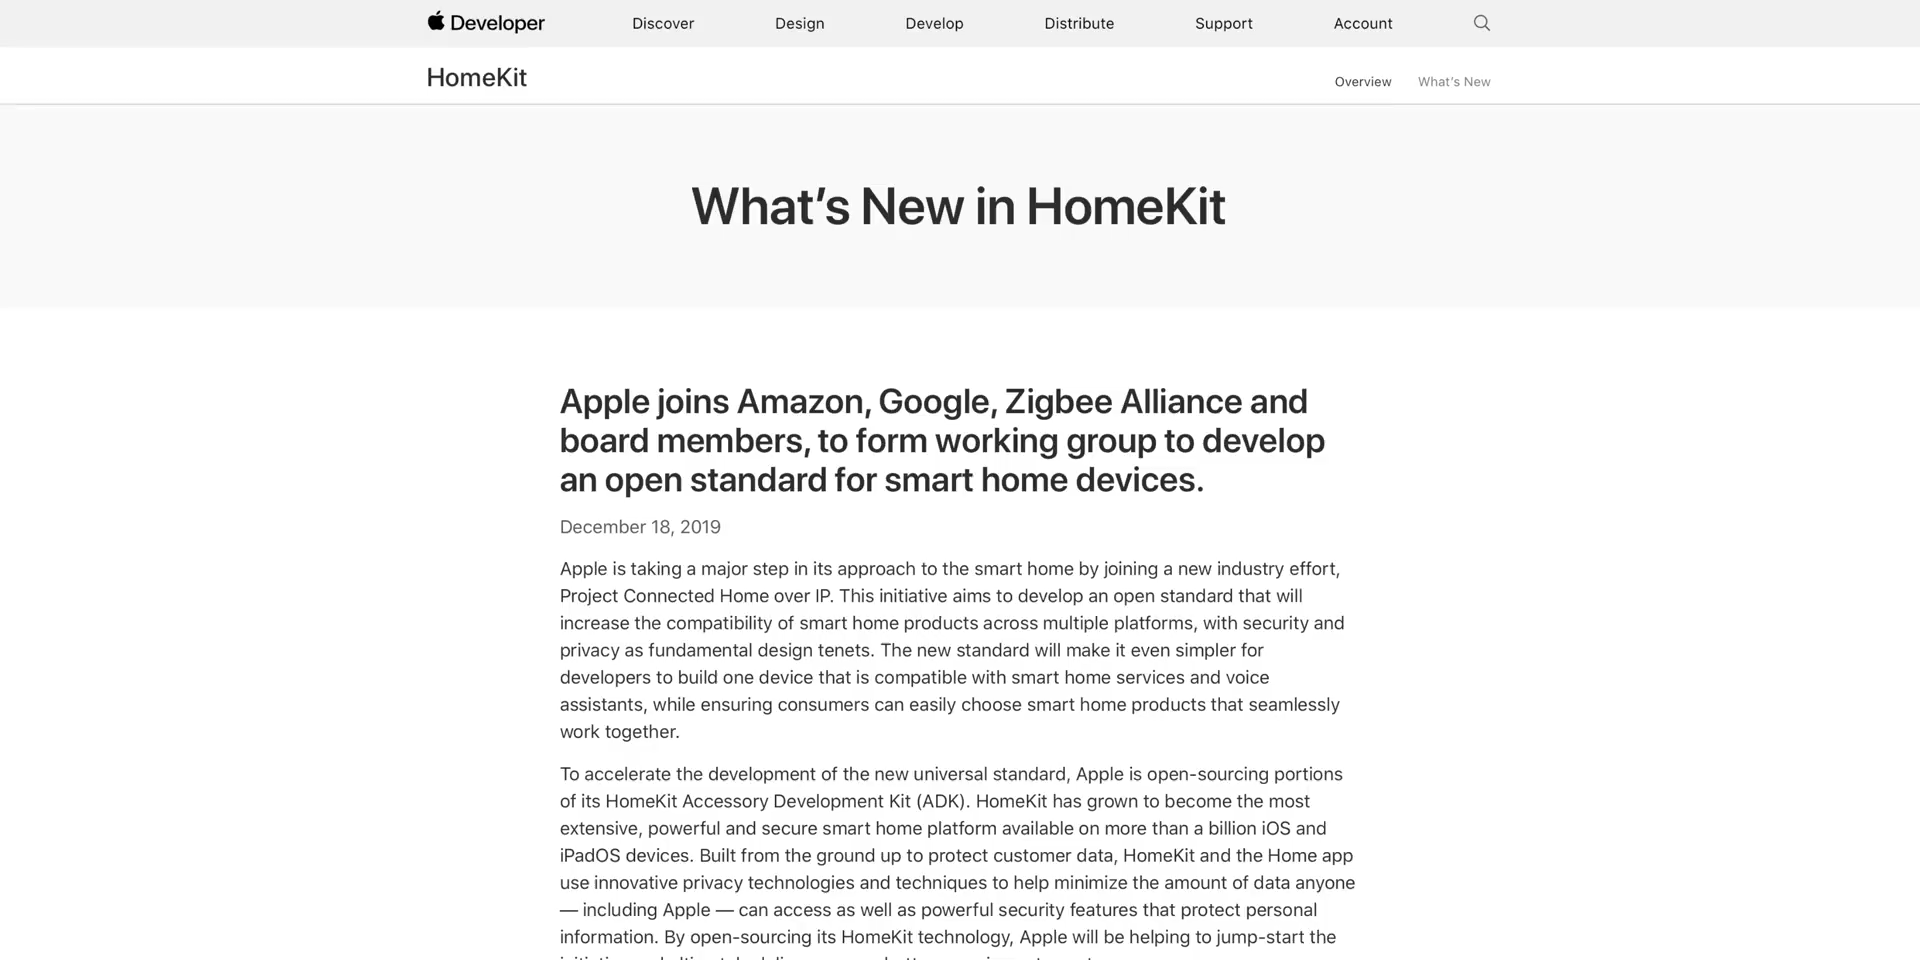 Developer Discover Design Develop Distribute Support Account
HomeKit Overview What's New
What's New in HomeKit
Apple joins Amazon, Google, Zigbee Alliance and
board members, to form working group to develop
an open standard for smart home devices.
December 18, 2019
Apple is taking a major step in its approach to the smart home by joining a new industry effort,
Project Connected Home over IP. This initiative aims to develop an open standard that will
increase the compatibility of smart home products across multiple platforms, with security and
privacy as fundamental design tenets. The new standard will make it even simpler for
developers to build one device that is compatible with smart home services and voice
assistants, while ensuring consumers can easily choose smart home products that seamlessly
work together.
To accelerate the development of the new universal standard, Apple is open-sourcing portions
of its HomeKit Accessory Development Kit (ADK). HomeKit has grown to become the most
extensive, powerful and secure smart home platform available on more than a billion iOS and
iPadOS devices. Built from the ground up to protect customer data, HomeKit and the Home app
use innovative privacy technologies and techniques to help minimize the amount of data anyone
— including Apple — can access as well as powerful security features that protect personal
information. By open-sourcing its HomeKit technology, Apple will be helping to jump-start the